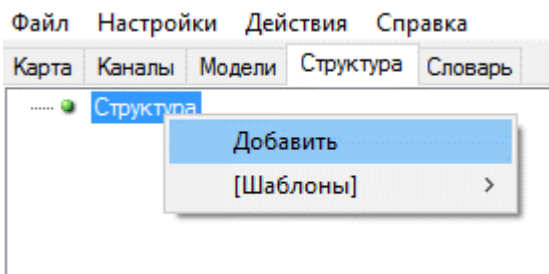 Файл Настройки Действия Справка
Карта Каналы Модели Структура Словарь
Структура
Добавить
[Шаблоны]